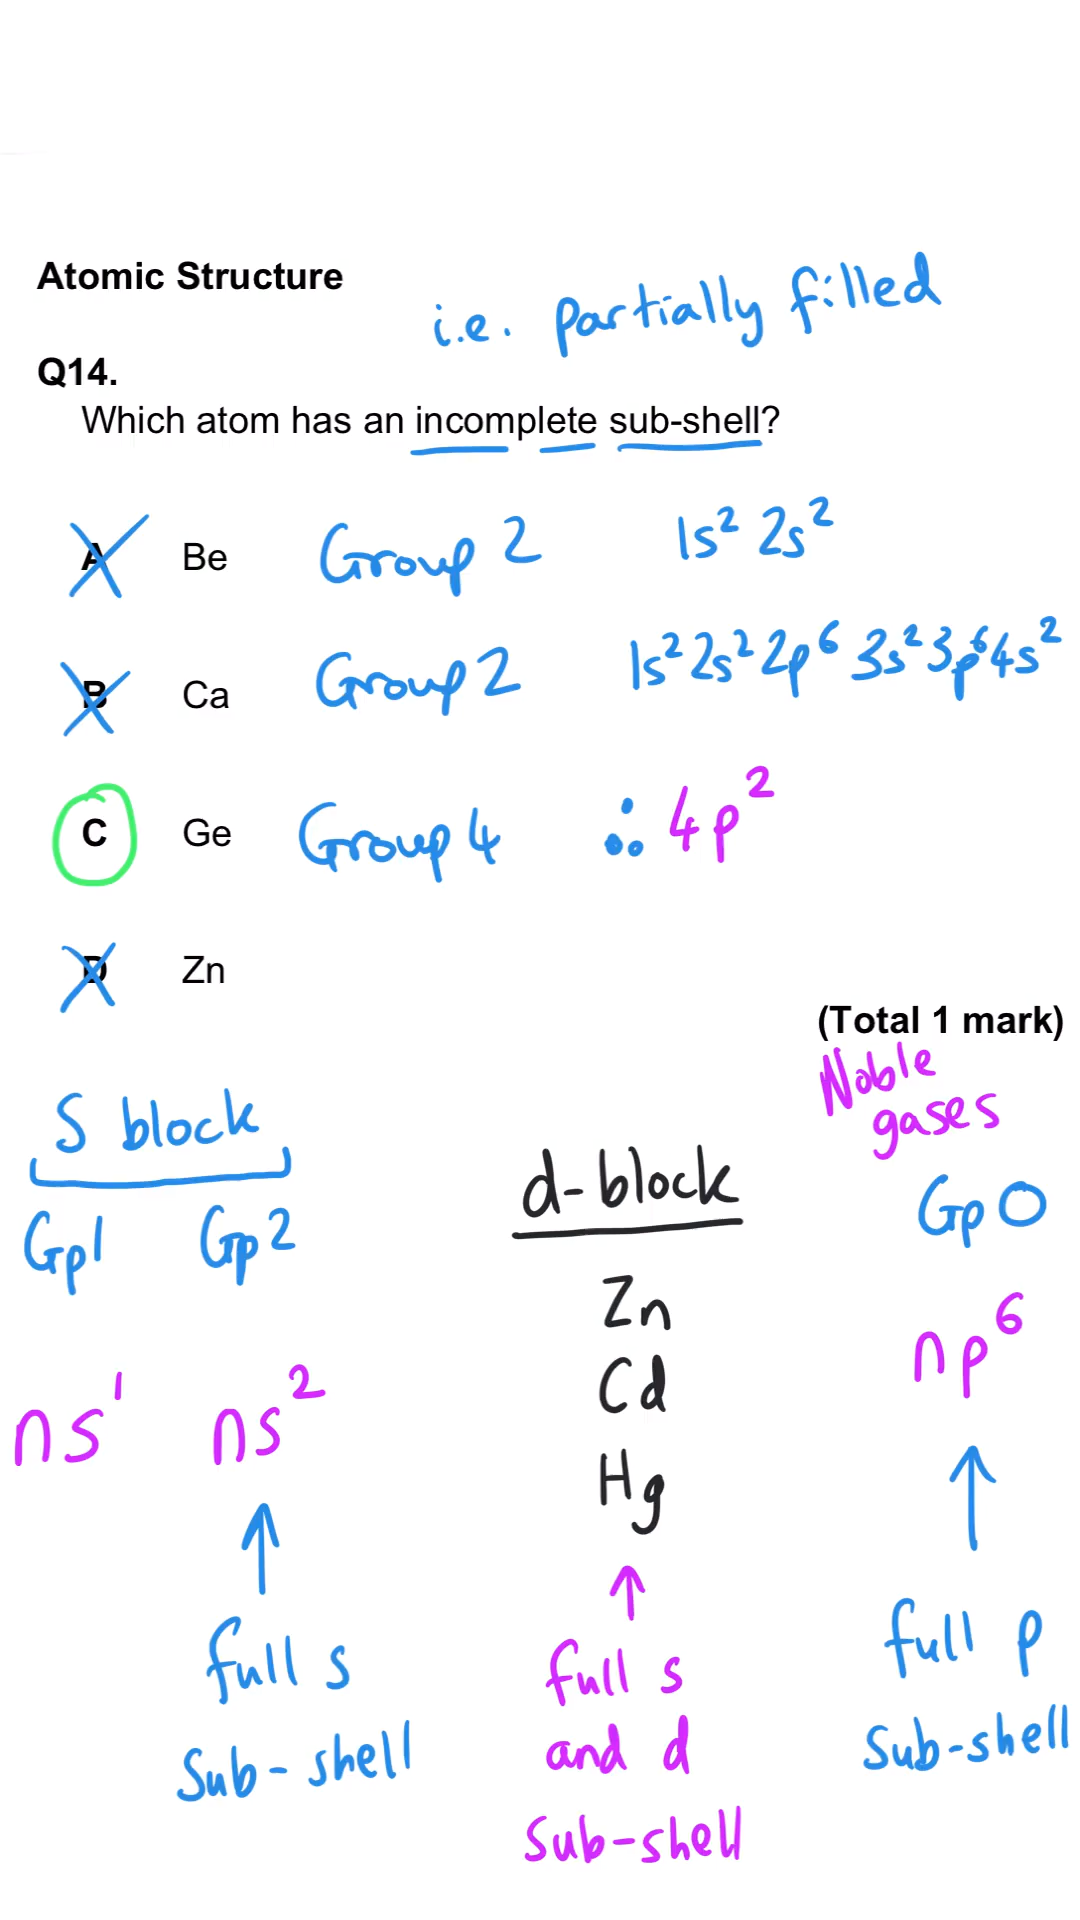 Atomic Structure
i.e. partially filled
Q14.
Which atom has an incomplete sub-shell?
A Be Group 2 1s² 2s²
B Ca Group 2 1s² 2s² 2p⁶ 3s² 3p⁶ 4s²
C Ge Group 4 ∴ 4p²
D Zn
(Total 1 mark)
S block
Gp1 Gp2
ns¹ ns²
full s
sub-shell
d-block
Zn
Cd
Hg
full s
and d
sub-shell
Noble
gases
Gp 0
np⁶
full p
sub-shell